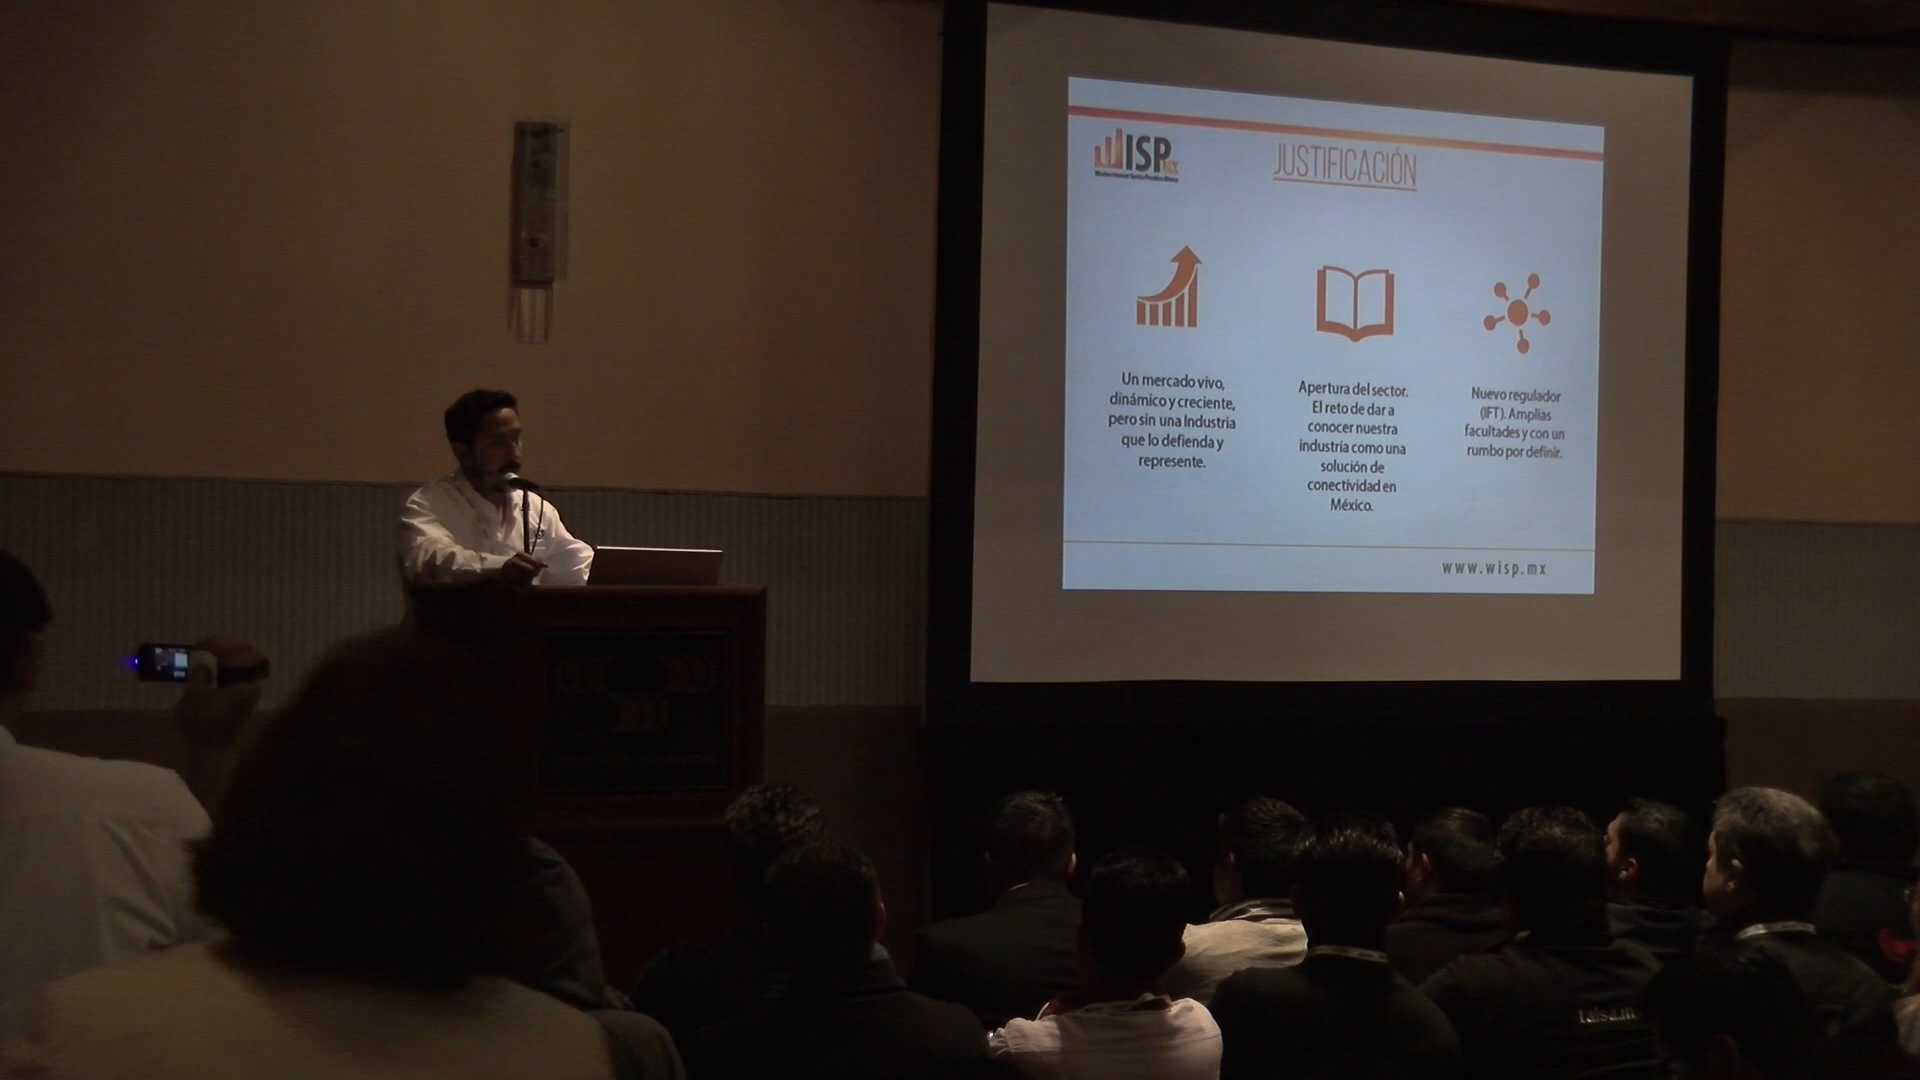 WISP MX
JUSTIFICACIÓN
Un mercado vivo,
dinámico y creciente,
pero sin una Industria
que lo defienda y
represente.
Apertura del sector.
El reto de dar a
conocer nuestra
industria como una
solución de
conectividad en
México.
Nuevo regulador
(IFT). Amplias
facultades y con un
rumbo por definir.
www.wisp.mx
talsa.m